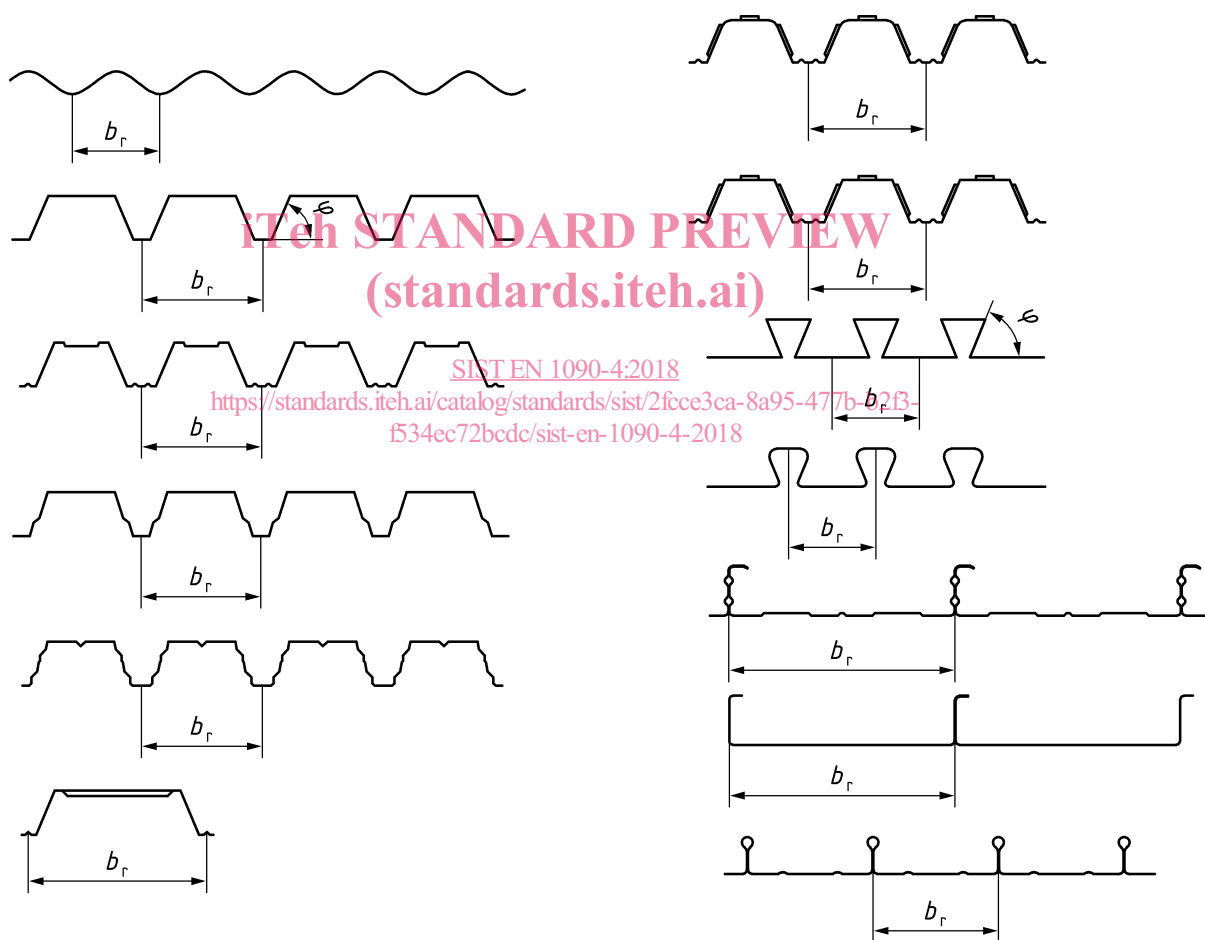 b r
b r
φ
b r
b r
b r
b r
b r
b r
φ
b r
b r
b r
b r
b r
iTeh STANDARD PREVIEW
(standards.iteh.ai)
SIST EN 1090-4:2018
https://standards.iteh.ai/catalog/standards/sist/2fcce3ca-8a95-477b-b2f3-
f534ec72bcdc/sist-en-1090-4-2018